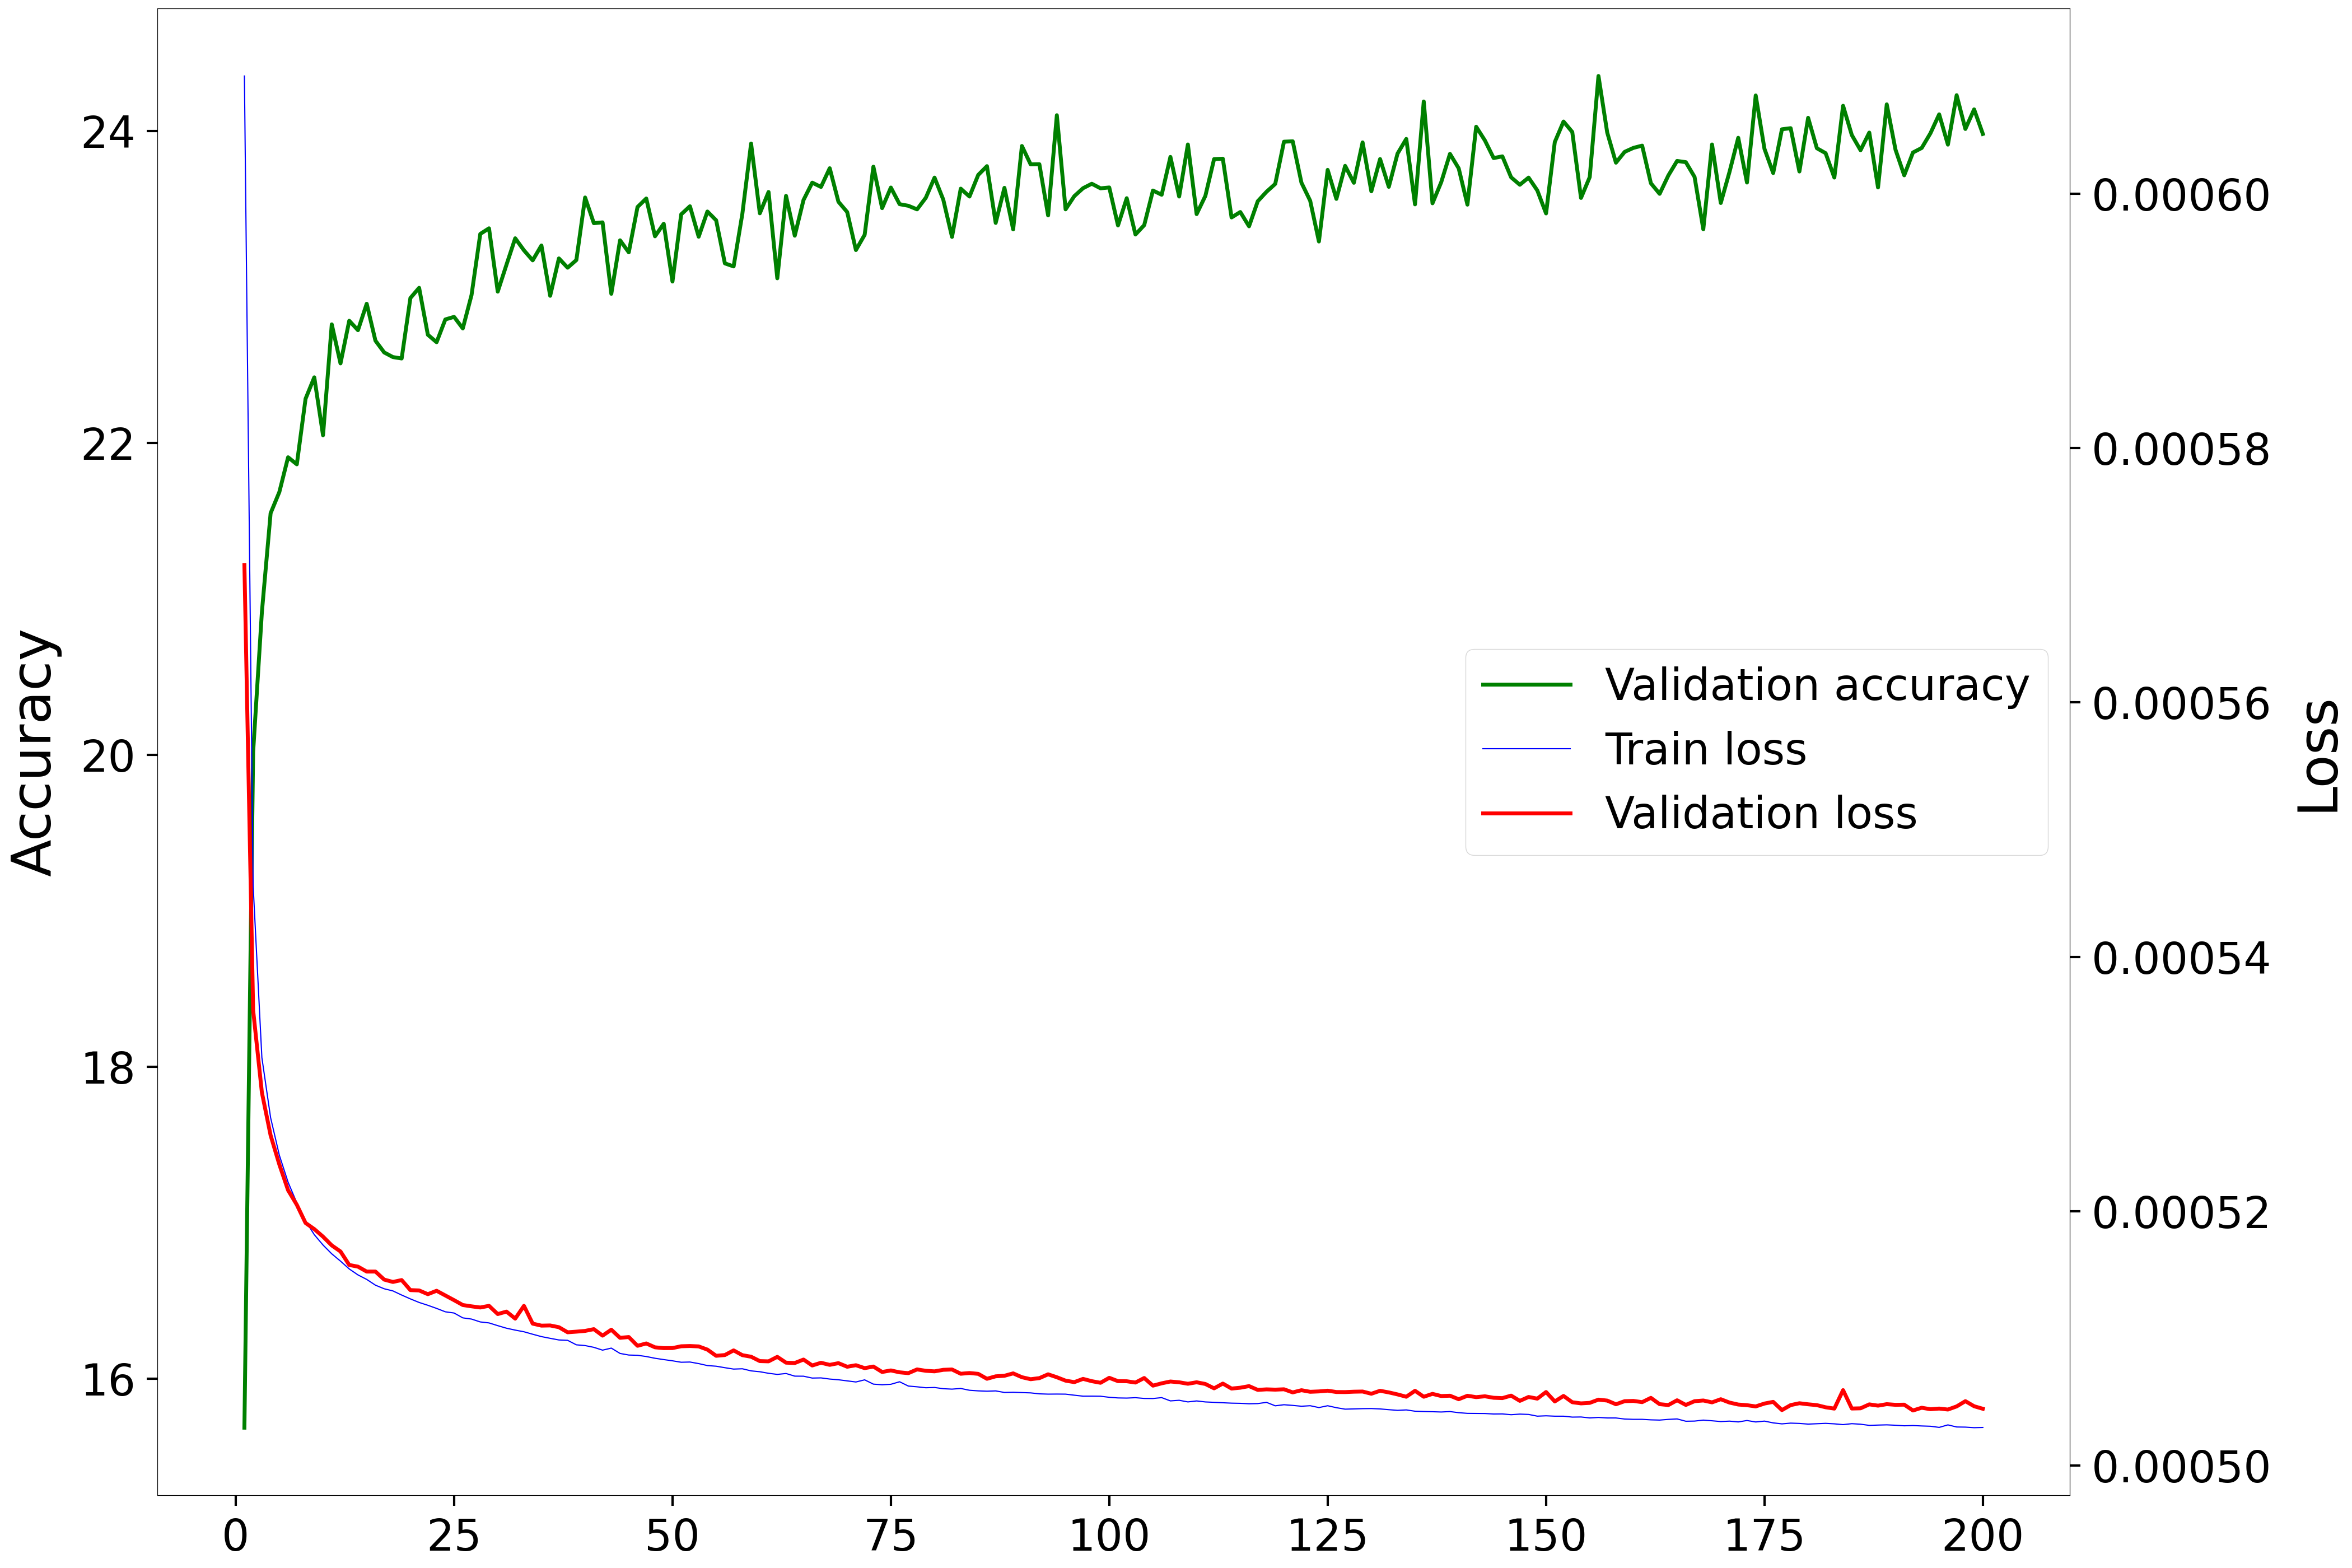 Accuracy
24
22
20
18
16
0.00060
0.00058
0.00056
0.00054
0.00052
0.00050
Loss
Validation accuracy
Train loss
Validation loss
0 25 50 75 100 125 150 175 200